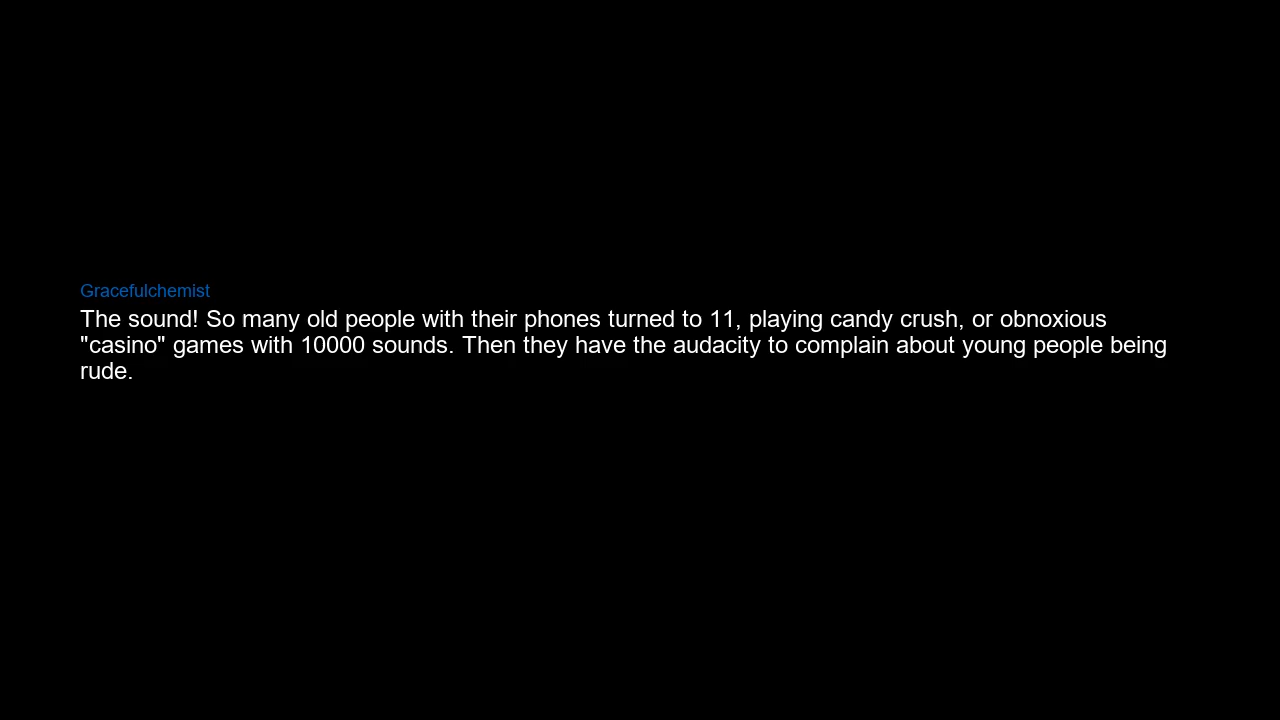 Gracefulchemist
The sound! So many old people with their phones turned to 11, playing candy crush, or obnoxious
"casino" games with 10000 sounds. Then they have the audacity to complain about young people being
rude.